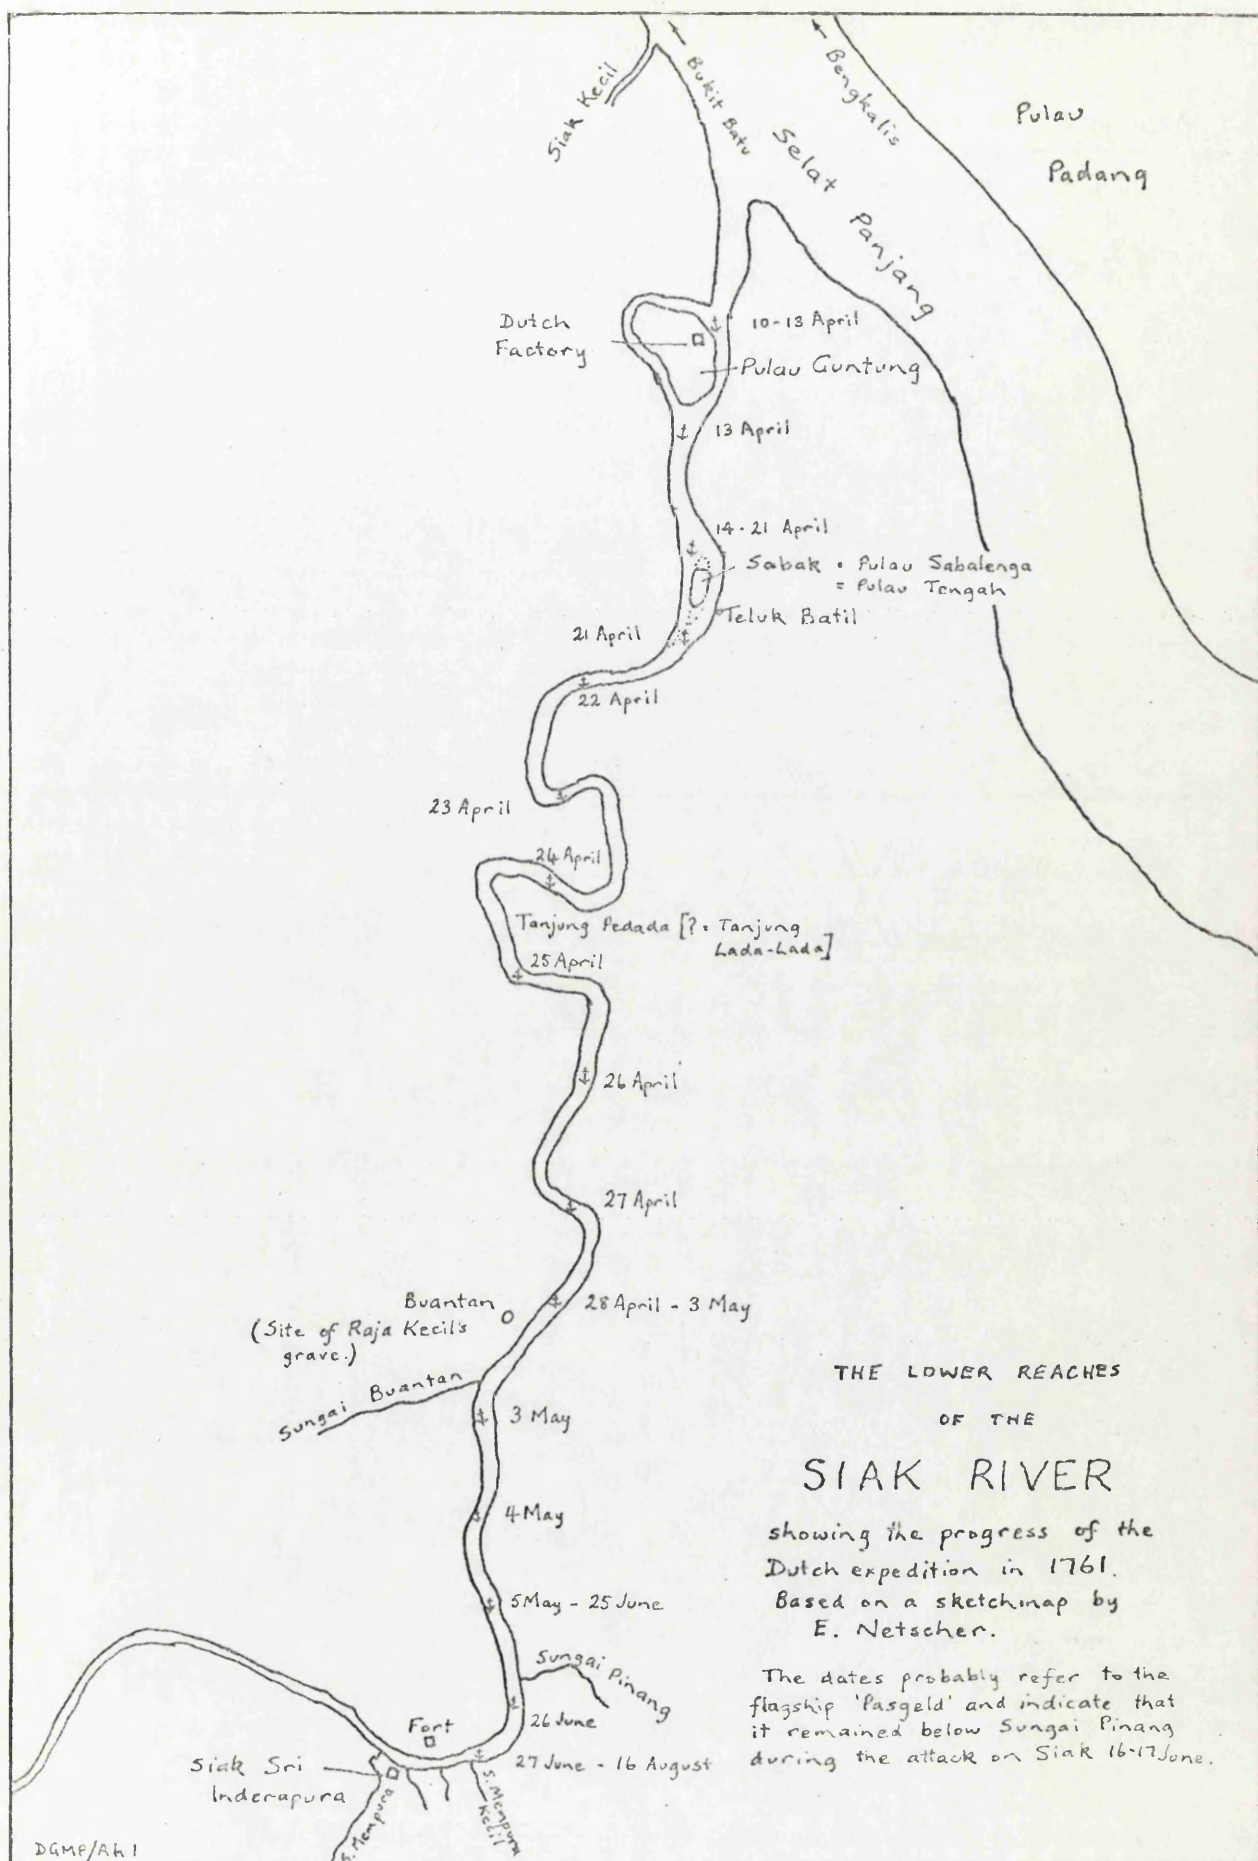 Siak Kecil
Bukit Batu
Bengkalis
Selat Panjang
Pulau
Padang
Dutch
Factory
10-13 April
Pulau Guntung
13 April
14-21 April
Sabak = Pulau Sabalenga
= Pulau Tengah
Teluk Batil
21 April
22 April
23 April
24 April
Tanjung Pedada [? = Tanjung
Lada-Lada]
25 April
26 April
27 April
28 April - 3 May
Buantan
(Site of Raja Kecil's
grave.)
Sungai Buantan
3 May
4 May
5 May - 25 June
Sungai Pinang
26 June
27 June - 16 August
Fort
Siak Sri
Inderapura
S. Mempura
S. Mempura
Kecil
THE LOWER REACHES
OF THE
SIAK RIVER
showing the progress of the
Dutch expedition in 1761.
Based on a sketchmap by
E. Netscher.
The dates probably refer to the
flagship 'Pasgeld' and indicate that
it remained below Sungai Pinang
during the attack on Siak 16-17 June.